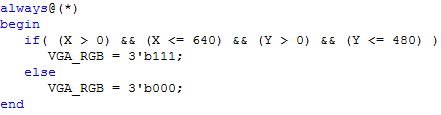 always@(*)
begin
if( (X > 0) && (X <= 640) && (Y > 0) && (Y <= 480) )
VGA_RGB = 3'b111;
else
VGA_RGB = 3'b000;
end